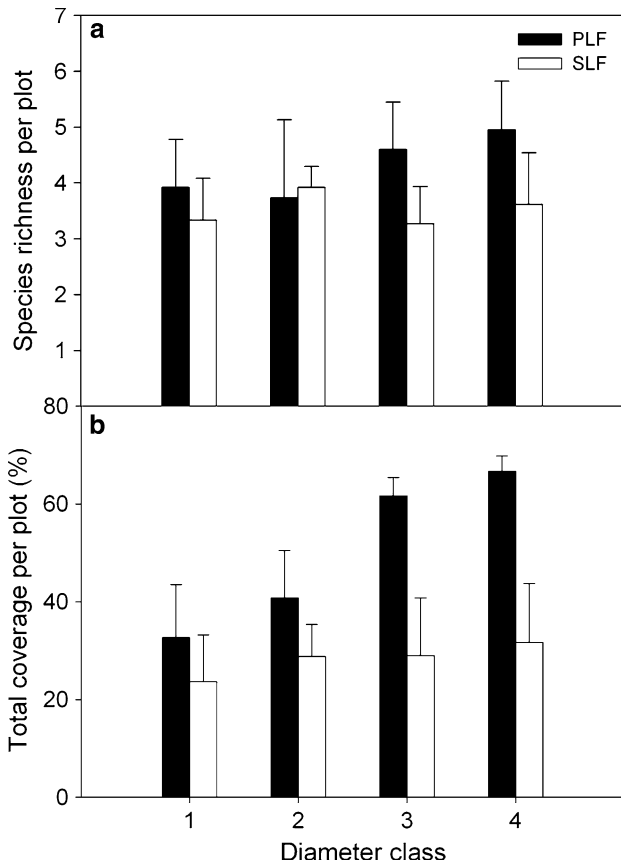 a
PLF
SLF
7
6
5
4
3
2
1
Species richness per plot
b
80
60
40
20
0
Total coverage per plot (%)
1 2 3 4
Diameter class